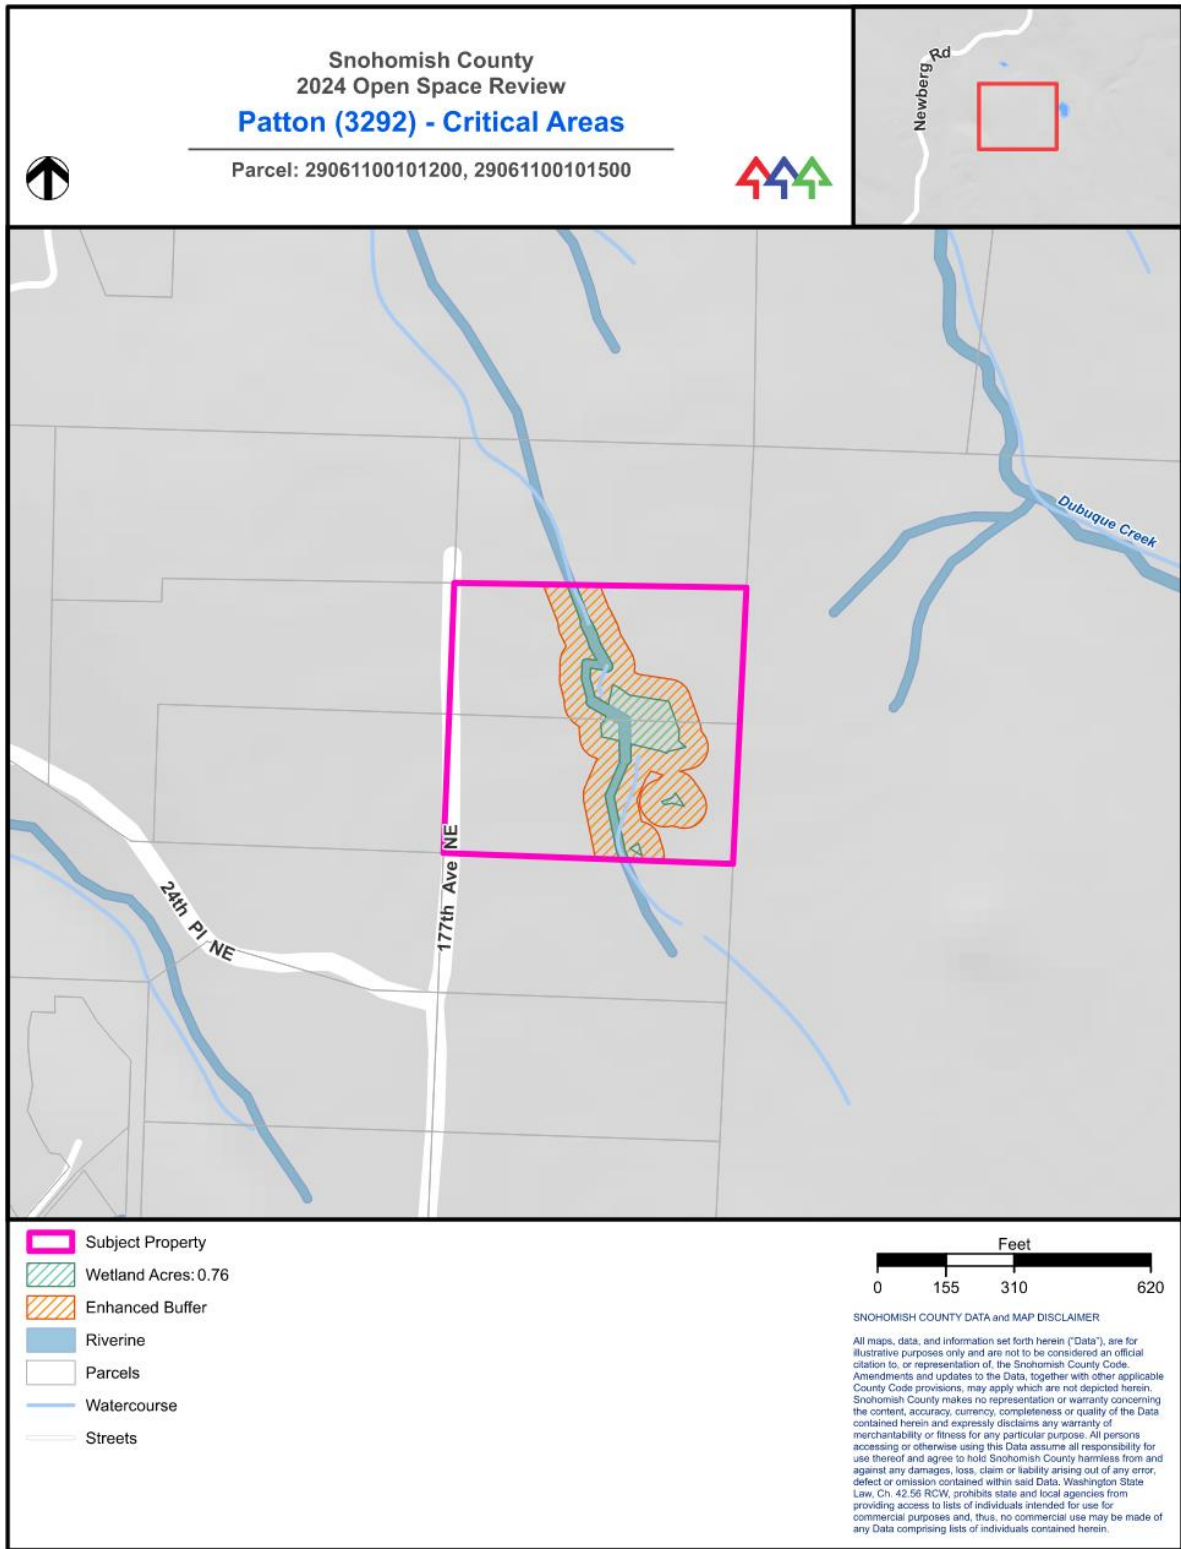 Snohomish County
2024 Open Space Review
Patton (3292) - Critical Areas
Parcel: 29061100101200, 29061100101500
Newberg Rd
Dubuque Creek
177th Ave NE
24th Pl NE
Subject Property
Wetland Acres: 0.76
Enhanced Buffer
Riverine
Parcels
Watercourse
Streets
Feet
0 155 310 620
SNOHOMISH COUNTY DATA and MAP DISCLAIMER
All maps, data, and information set forth herein ("Data"), are for
illustrative purposes only and are not to be considered an official
citation to, or representation of, the Snohomish County Code.
Amendments and updates to the Data, together with other applicable
County Code provisions, may apply which are not depicted herein.
Snohomish County makes no representation or warranty concerning
the content, accuracy, currency, completeness or quality of the Data
contained herein and expressly disclaims any warranty of
merchantability or fitness for any particular purpose. All persons
accessing or otherwise using this Data assume all responsibility for
use thereof and agree to hold Snohomish County harmless from and
against any damages, loss, claim or liability arising out of any error,
defect or omission contained within said Data. Washington State
Law, Ch. 42.56 RCW, prohibits state and local agencies from
providing access to lists of individuals intended for use for
commercial purposes and, thus, no commercial use may be made of
any Data comprising lists of individuals contained herein.